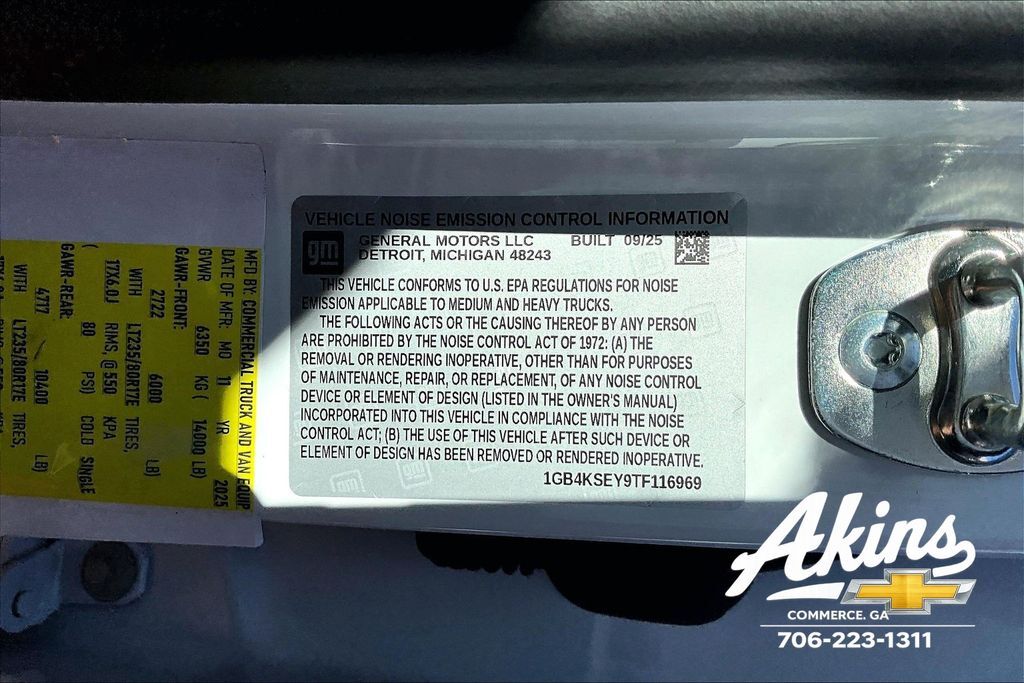 VEHICLE NOISE EMISSION CONTROL INFORMATION
gm
GENERAL MOTORS LLC BUILT 09/25
DETROIT, MICHIGAN 48243
THIS VEHICLE CONFORMS TO U.S. EPA REGULATIONS FOR NOISE
EMISSION APPLICABLE TO MEDIUM AND HEAVY TRUCKS.
THE FOLLOWING ACTS OR THE CAUSING THEREOF BY ANY PERSON
ARE PROHIBITED BY THE NOISE CONTROL ACT OF 1972: (A) THE
REMOVAL OR RENDERING INOPERATIVE, OTHER THAN FOR PURPOSES
OF MAINTENANCE, REPAIR, OR REPLACEMENT, OF ANY NOISE CONTROL
DEVICE OR ELEMENT OF DESIGN (LISTED IN THE OWNER'S MANUAL)
INCORPORATED INTO THIS VEHICLE IN COMPLIANCE WITH THE NOISE
CONTROL ACT; (B) THE USE OF THIS VEHICLE AFTER SUCH DEVICE OR
ELEMENT OF DESIGN HAS BEEN REMOVED OR RENDERED INOPERATIVE.
1GB4KSEY9TF116969
MFD BY COMMERCIAL TRUCK AND VAN EQUIP
DATE OF MFR: MO 11 YR 2025
GVWR 6350 KG ( 14000 LB)
GAWR-FRONT:
2722 6000 LB)
WITH LT235/80R17E TIRES,
17X6.0J RIMS, @ 550 KPA
( 80 PSI) COLD SINGLE
GAWR-REAR:
4717 10400 LB)
WITH LT235/80R17E TIRES,
Akins
COMMERCE, GA
706-223-1311